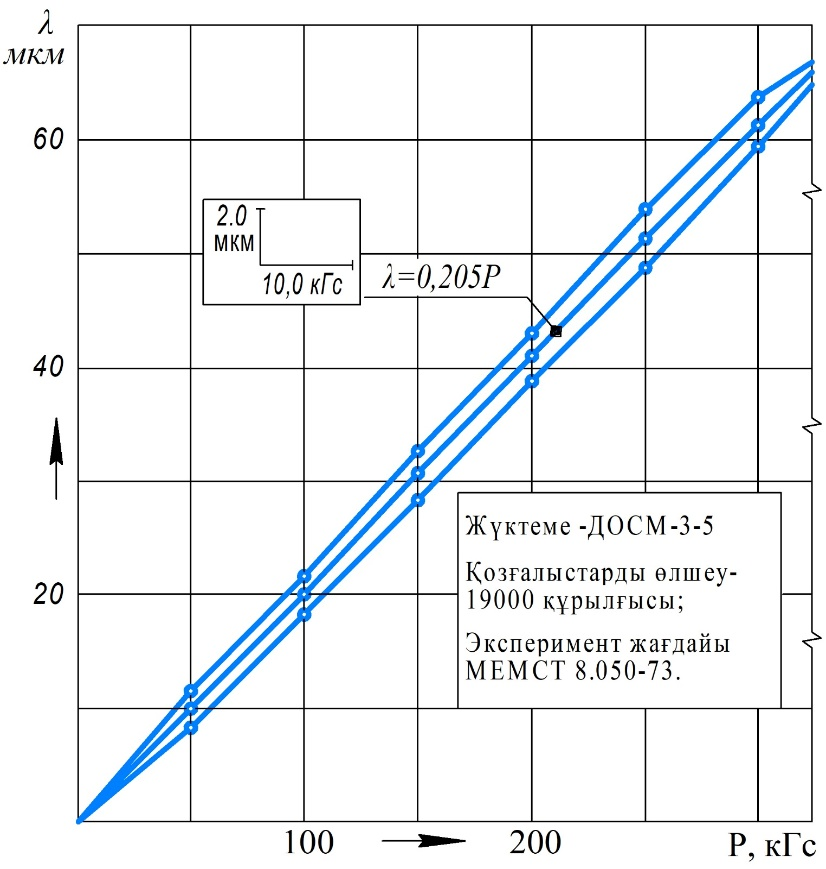 λ
мкм
60
2.0
мкм
10,0 кГс
λ=0,205P
40
Жүктеме -ДОСМ-3-5
Қозғалыстарды өлшеу-
19000 құрылғысы;
Эксперимент жағдайы
МЕМСТ 8.050-73.
20
100
200
P, кГс